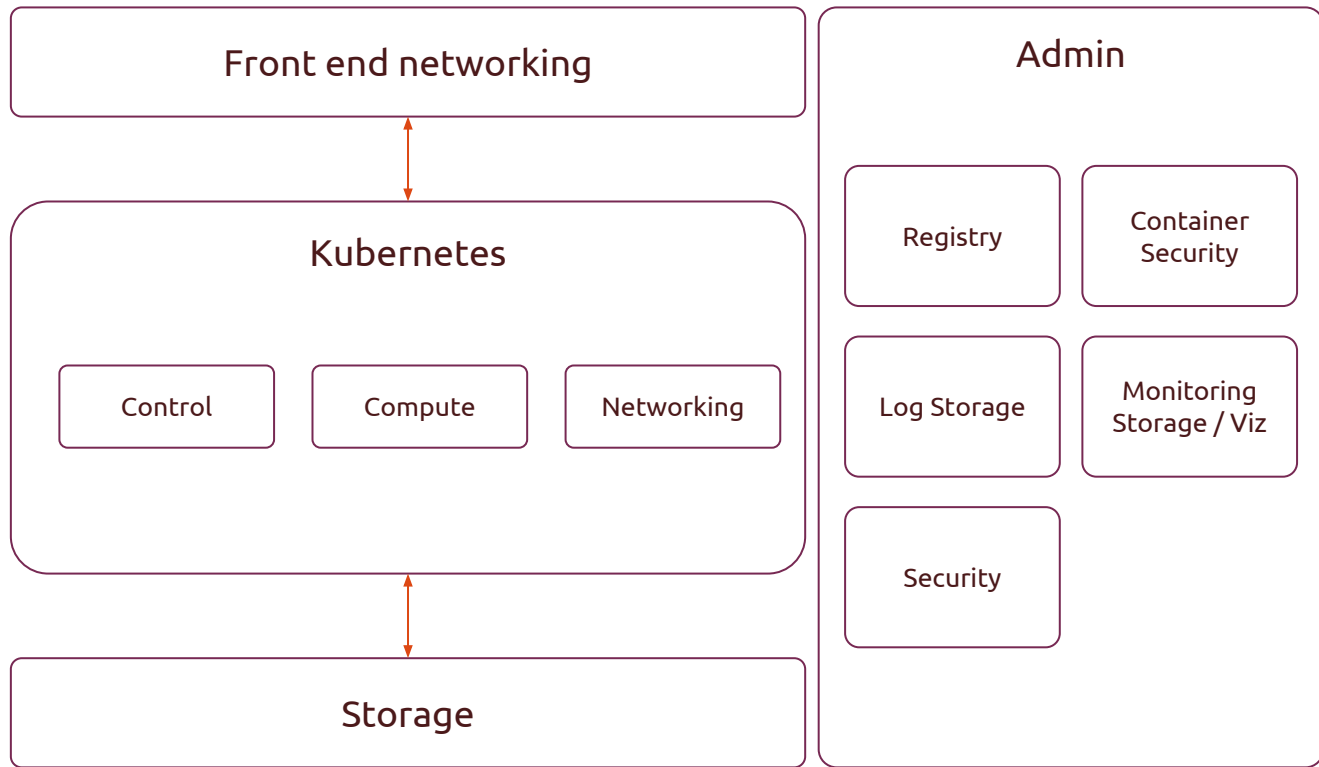 Front end networking
Kubernetes
Control
Compute
Networking
Storage
Admin
Registry
Container
Security
Log Storage
Monitoring
Storage / Viz
Security